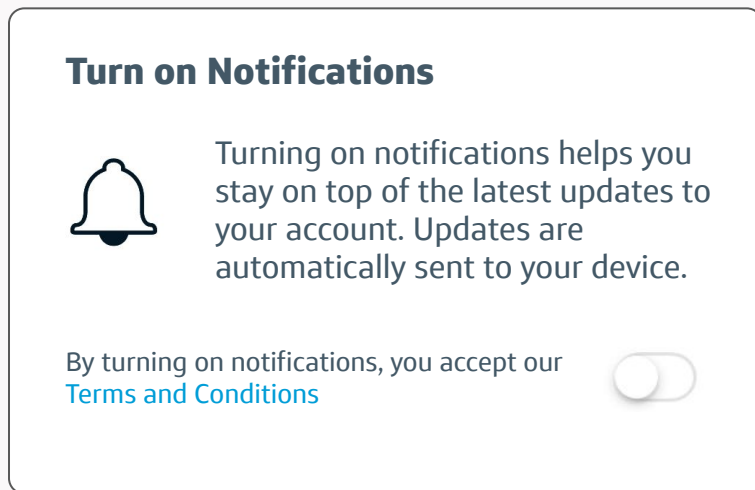 Turn on Notifications
Turning on notifications helps you
stay on top of the latest updates to
your account. Updates are
automatically sent to your device.
By turning on notifications, you accept our
Terms and Conditions